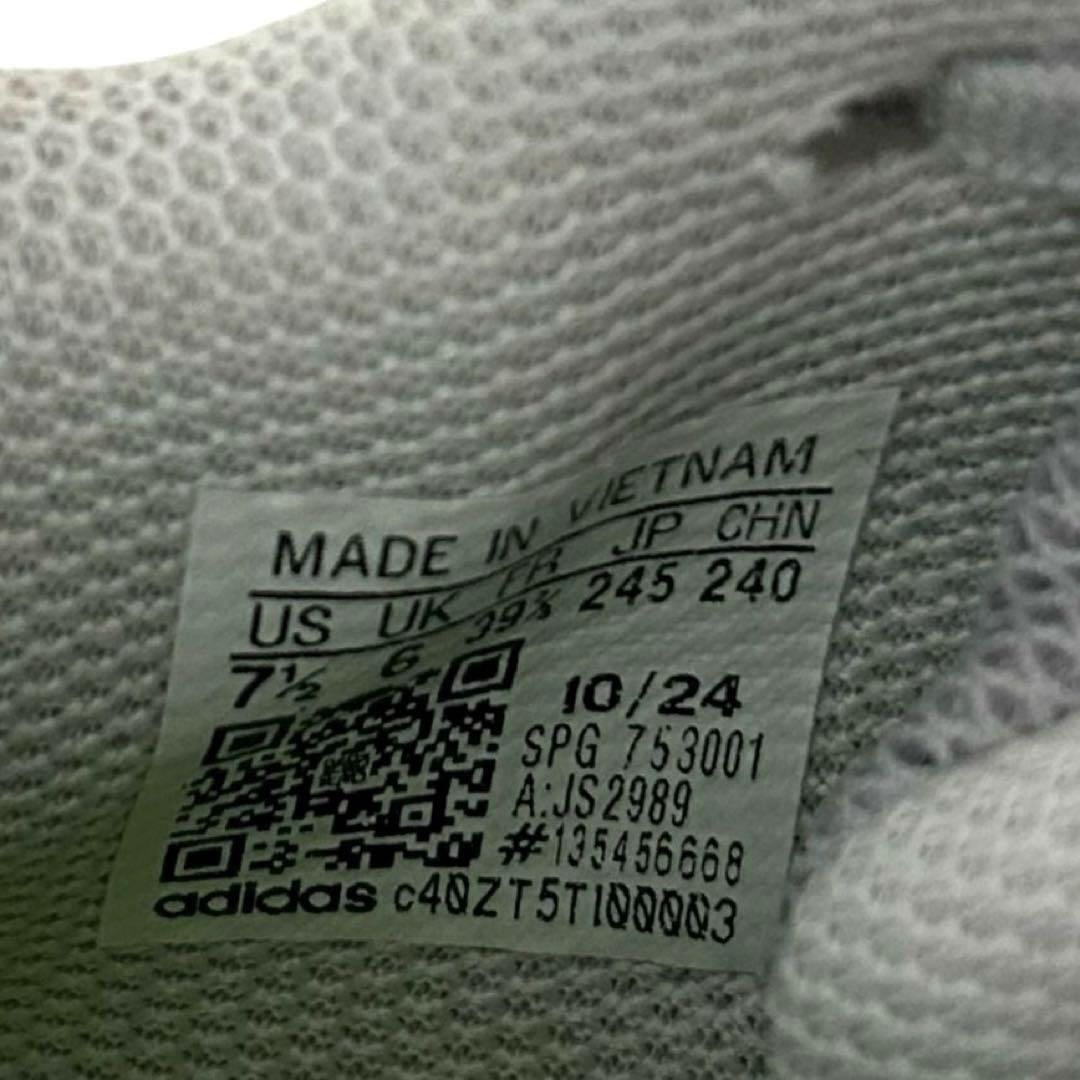 MADE IN VIETNAM
US UK FR JP CHN
7½ 6 39⅓ 245 240
10/24
SPG 753001
A:JS2989
#135456668
adidas c40ZT5T100003